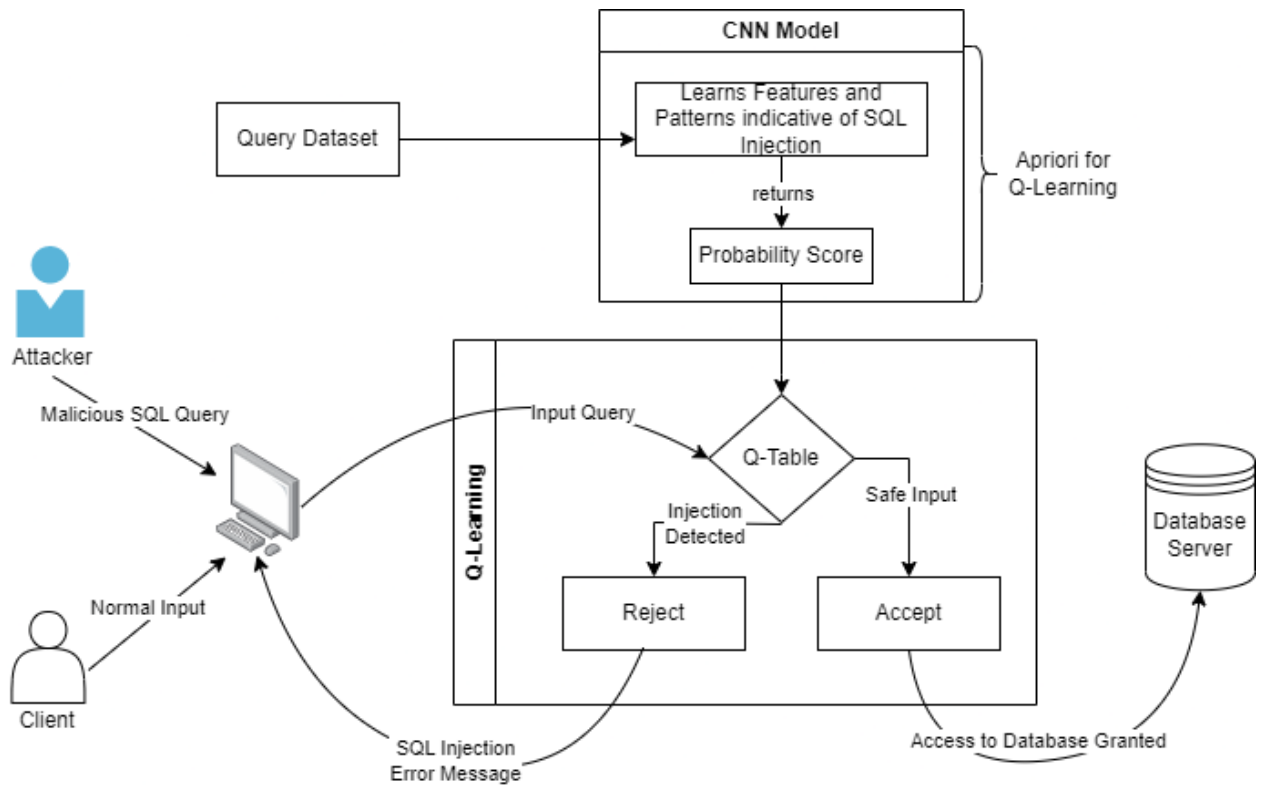 CNN Model
Learns Features and
Patterns indicative of SQL
Injection
Query Dataset
Apriori for
Q-Learning
returns
Probability Score
Attacker
Malicious SQL Query
Input Query
Q-Table
Safe Input
Injection
Detected
Q-Learning
Database
Server
Normal Input
Reject
Accept
Client
SQL Injection
Error Message
Access to Database Granted